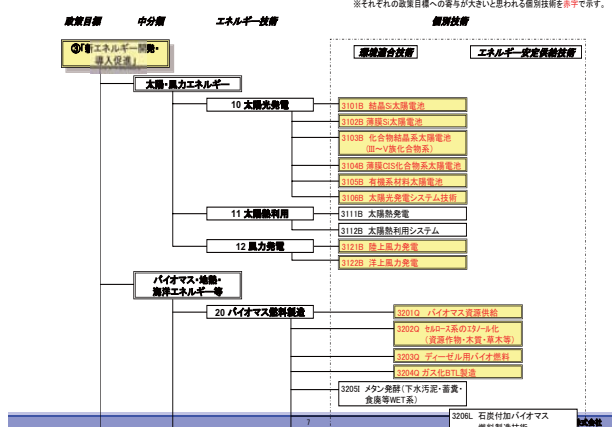 ※それぞれの政策目標への寄与が大きいと思われる個別技術を赤字で示す。
政策目標 中分類 エネルギー技術 個別技術
③「新エネルギー開発・
導入促進」
環境適合技術 エネルギー安定供給技術
太陽・風力エネルギー
10 太陽光発電
3101B 結晶Si太陽電池
3102B 薄膜Si太陽電池
3103B 化合物結晶系太陽電池
(Ⅲ～Ⅴ族化合物系)
3104B 薄膜CIS化合物系太陽電池
3105B 有機系材料太陽電池
3106B 太陽光発電システム技術
11 太陽熱利用
3111B 太陽熱発電
3112B 太陽熱利用システム
12 風力発電
3121B 陸上風力発電
3122B 洋上風力発電
バイオマス・地熱・
海洋エネルギー等
20 バイオマス燃料製造
3201Q バイオマス資源供給
3202Q セルロース系のエタノール化
(資源作物・木質・草木等)
3203Q ディーゼル用バイオ燃料
3204Q ガス化BTL製造
3205I メタン発酵(下水汚泥・畜糞・
食廃等WET系)
3206L 石炭付加バイオマス
燃料製造技術
7
株式会社